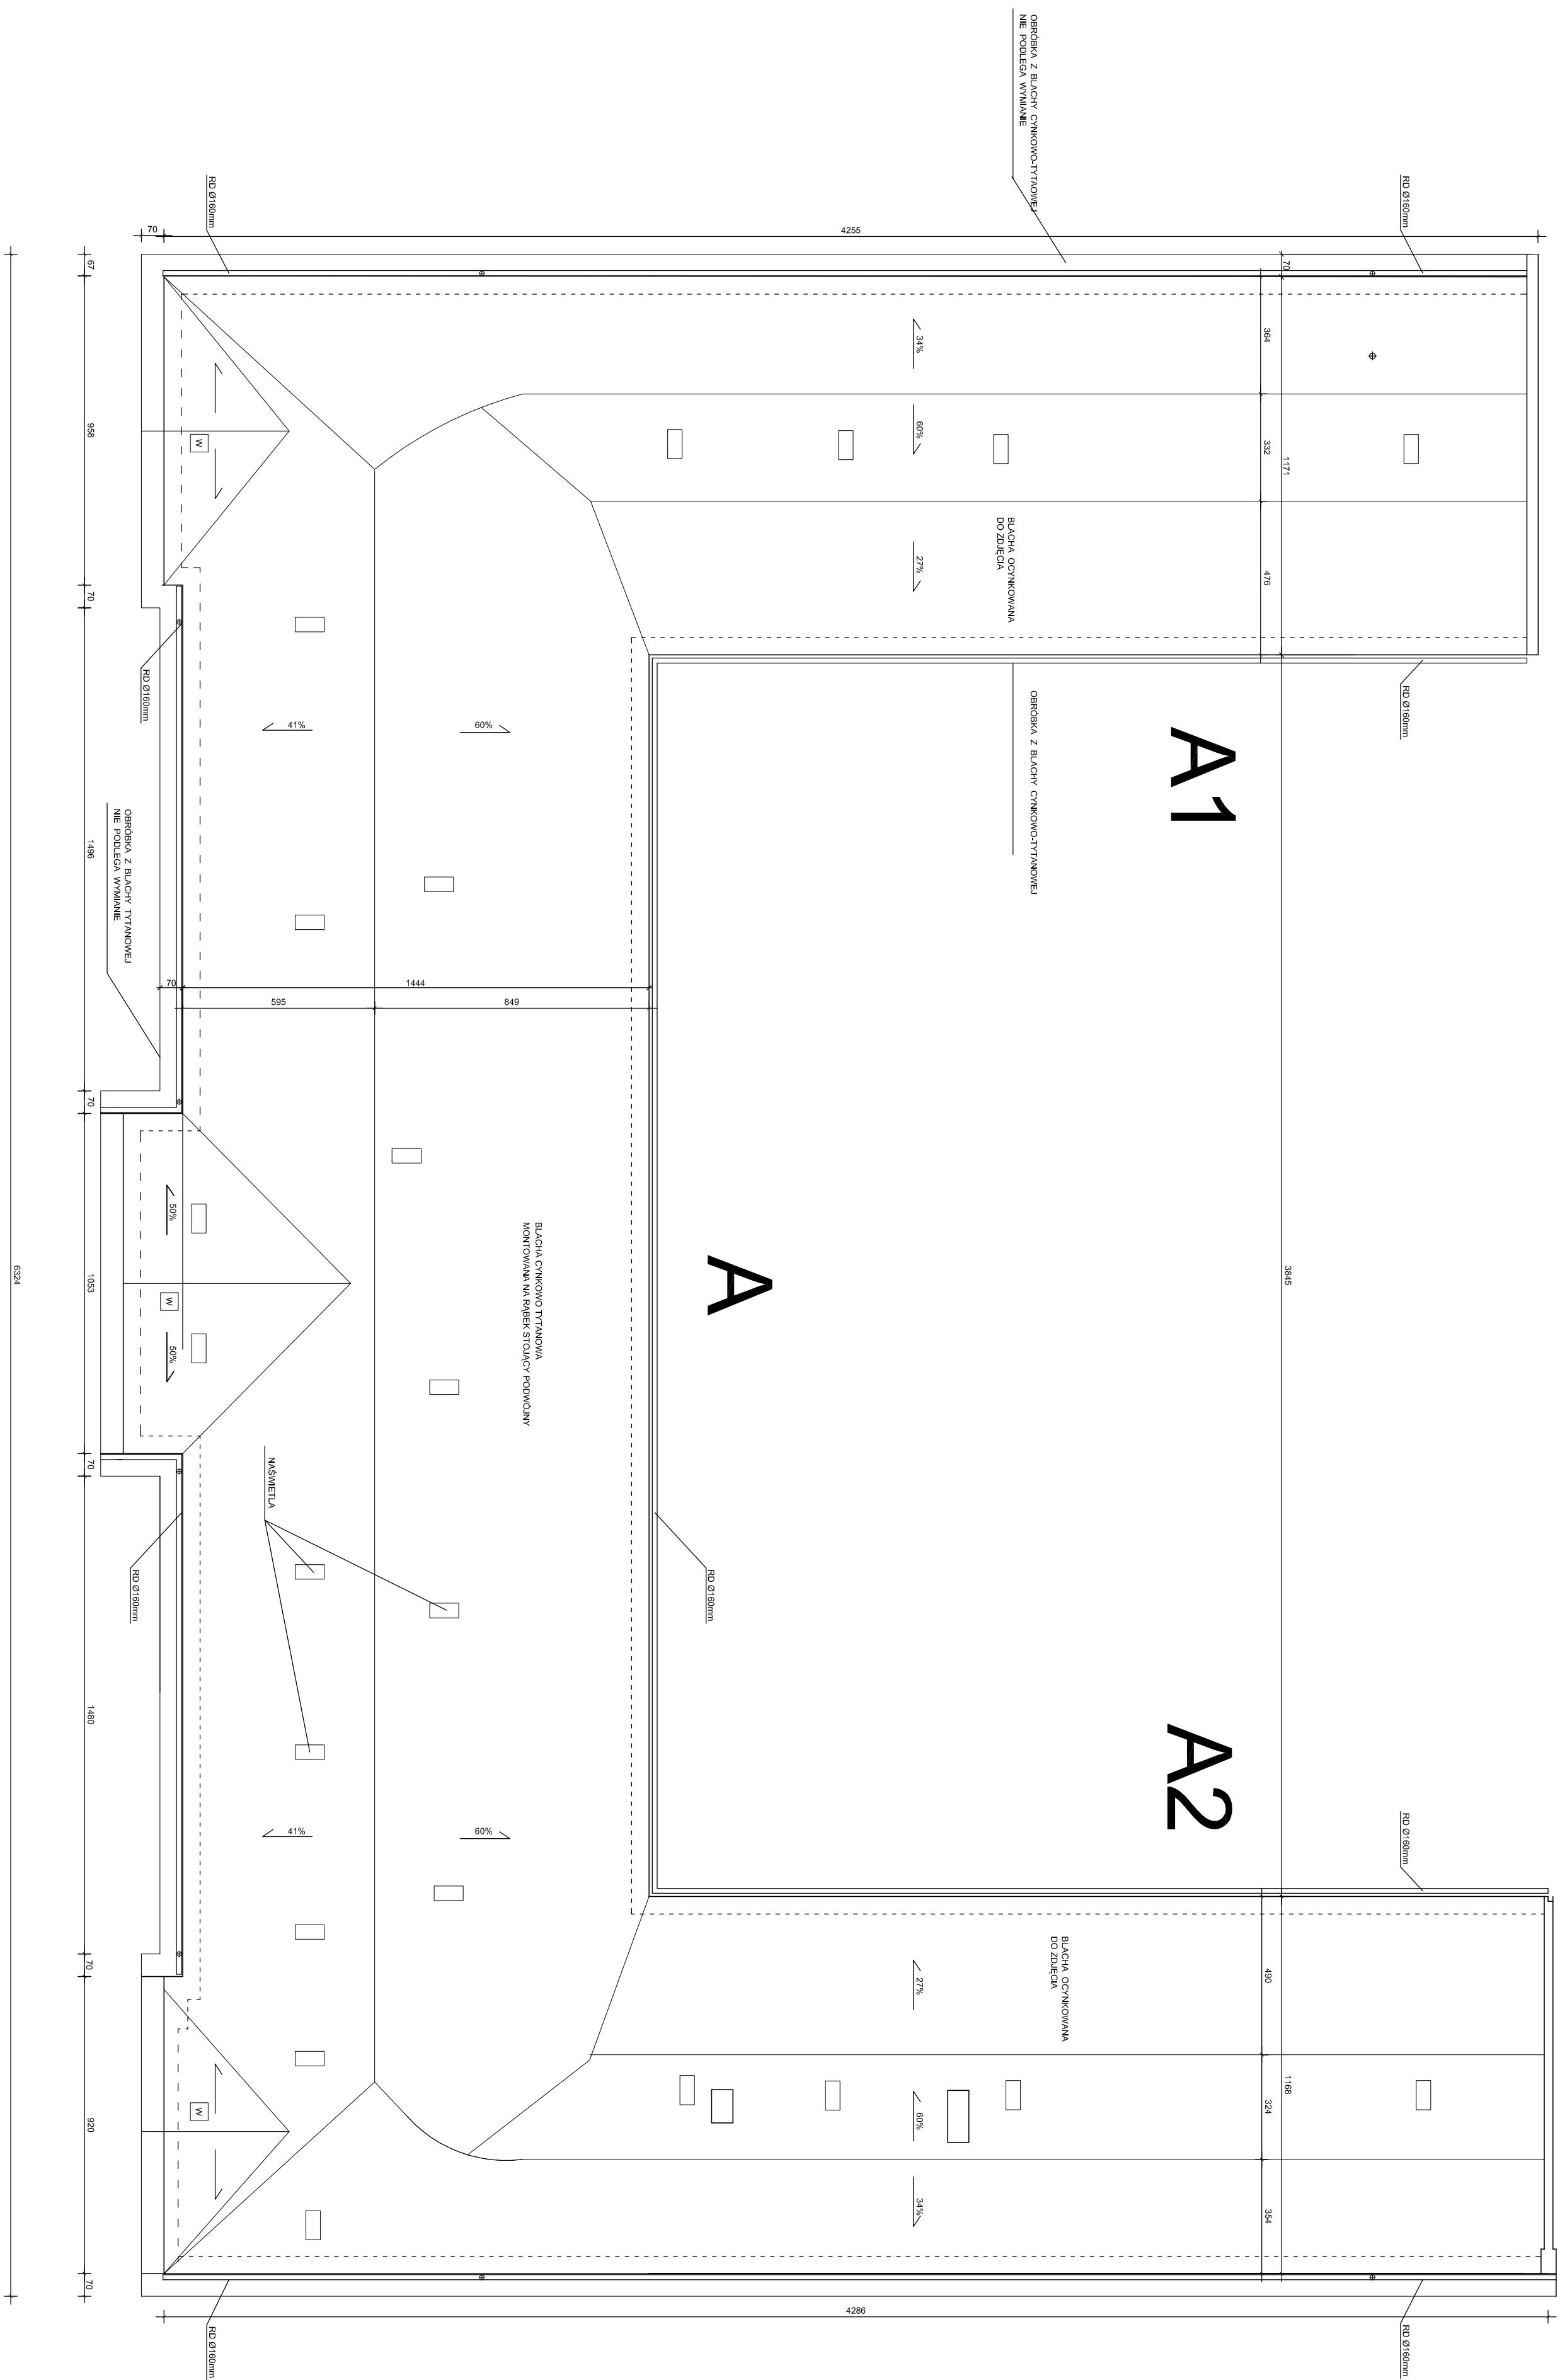 OBRÓBKA Z BLACHY CYNKOWO-TYTAOWEJ
NIE PODLEGA WYMIANIE
RD Ø160mm
RD Ø160mm
70
4255
67
70
364
34%
958
W
60%
332
1171
BLACHA OCYNKOWANA
DO ZDJĘCIA
27%
476
70
RD Ø160mm
RD Ø160mm
OBRÓBKA Z BLACHY CYNKOWO-TYTANOWEJ
41%
60%
A1
1496
OBRÓBKA Z BLACHY TYTANOWEJ
NIE PODLEGA WYMIANIE
70
1444
595
849
70
50%
1053
W
50%
6324
BLACHA CYNKOWO TYTANOWA
MONTOWANA NA RĄBEK STOJĄCY PODWÓJNY
A
3845
70
NAŚWIETLA
RD Ø160mm
RD Ø160mm
1480
41%
60%
A2
RD Ø160mm
70
BLACHA OCYNKOWANA
DO ZDJĘCIA
27%
490
920
W
60%
324
1168
34%
354
70
4286
RD Ø160mm
RD Ø160mm